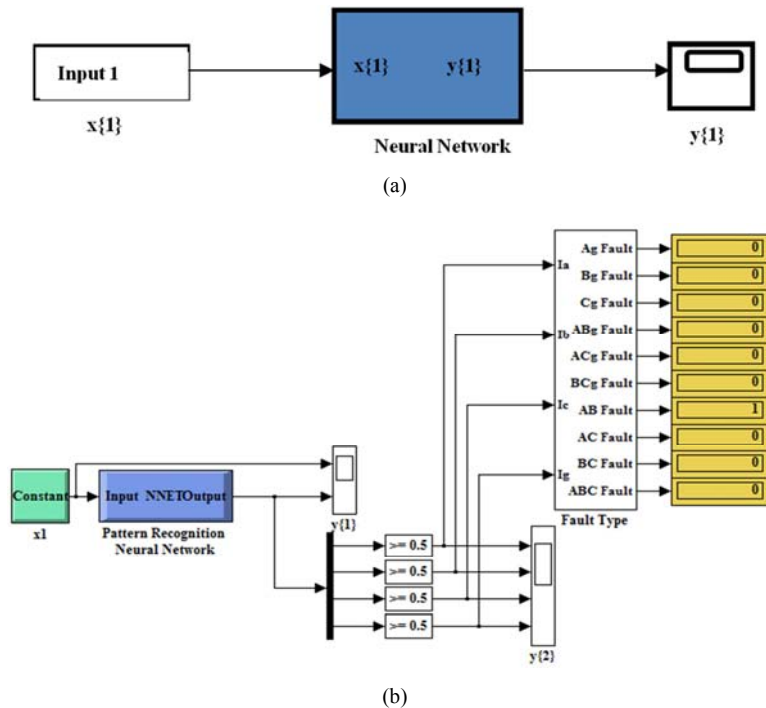 Input 1
x{1}
x{1} y{1}
Neural Network
y{1}
(a)
Ag Fault 0
Ia
Bg Fault 0
Cg Fault 0
Ib
ABg Fault 0
ACg Fault 0
BCg Fault 0
Ic
AB Fault 1
AC Fault 0
BC Fault 0
Ig
ABC Fault 0
Fault Type
Constant
x1
Input NNETOutput
Pattern Recognition
Neural Network
y{1}
>= 0.5
>= 0.5
>= 0.5
>= 0.5
y{2}
(b)